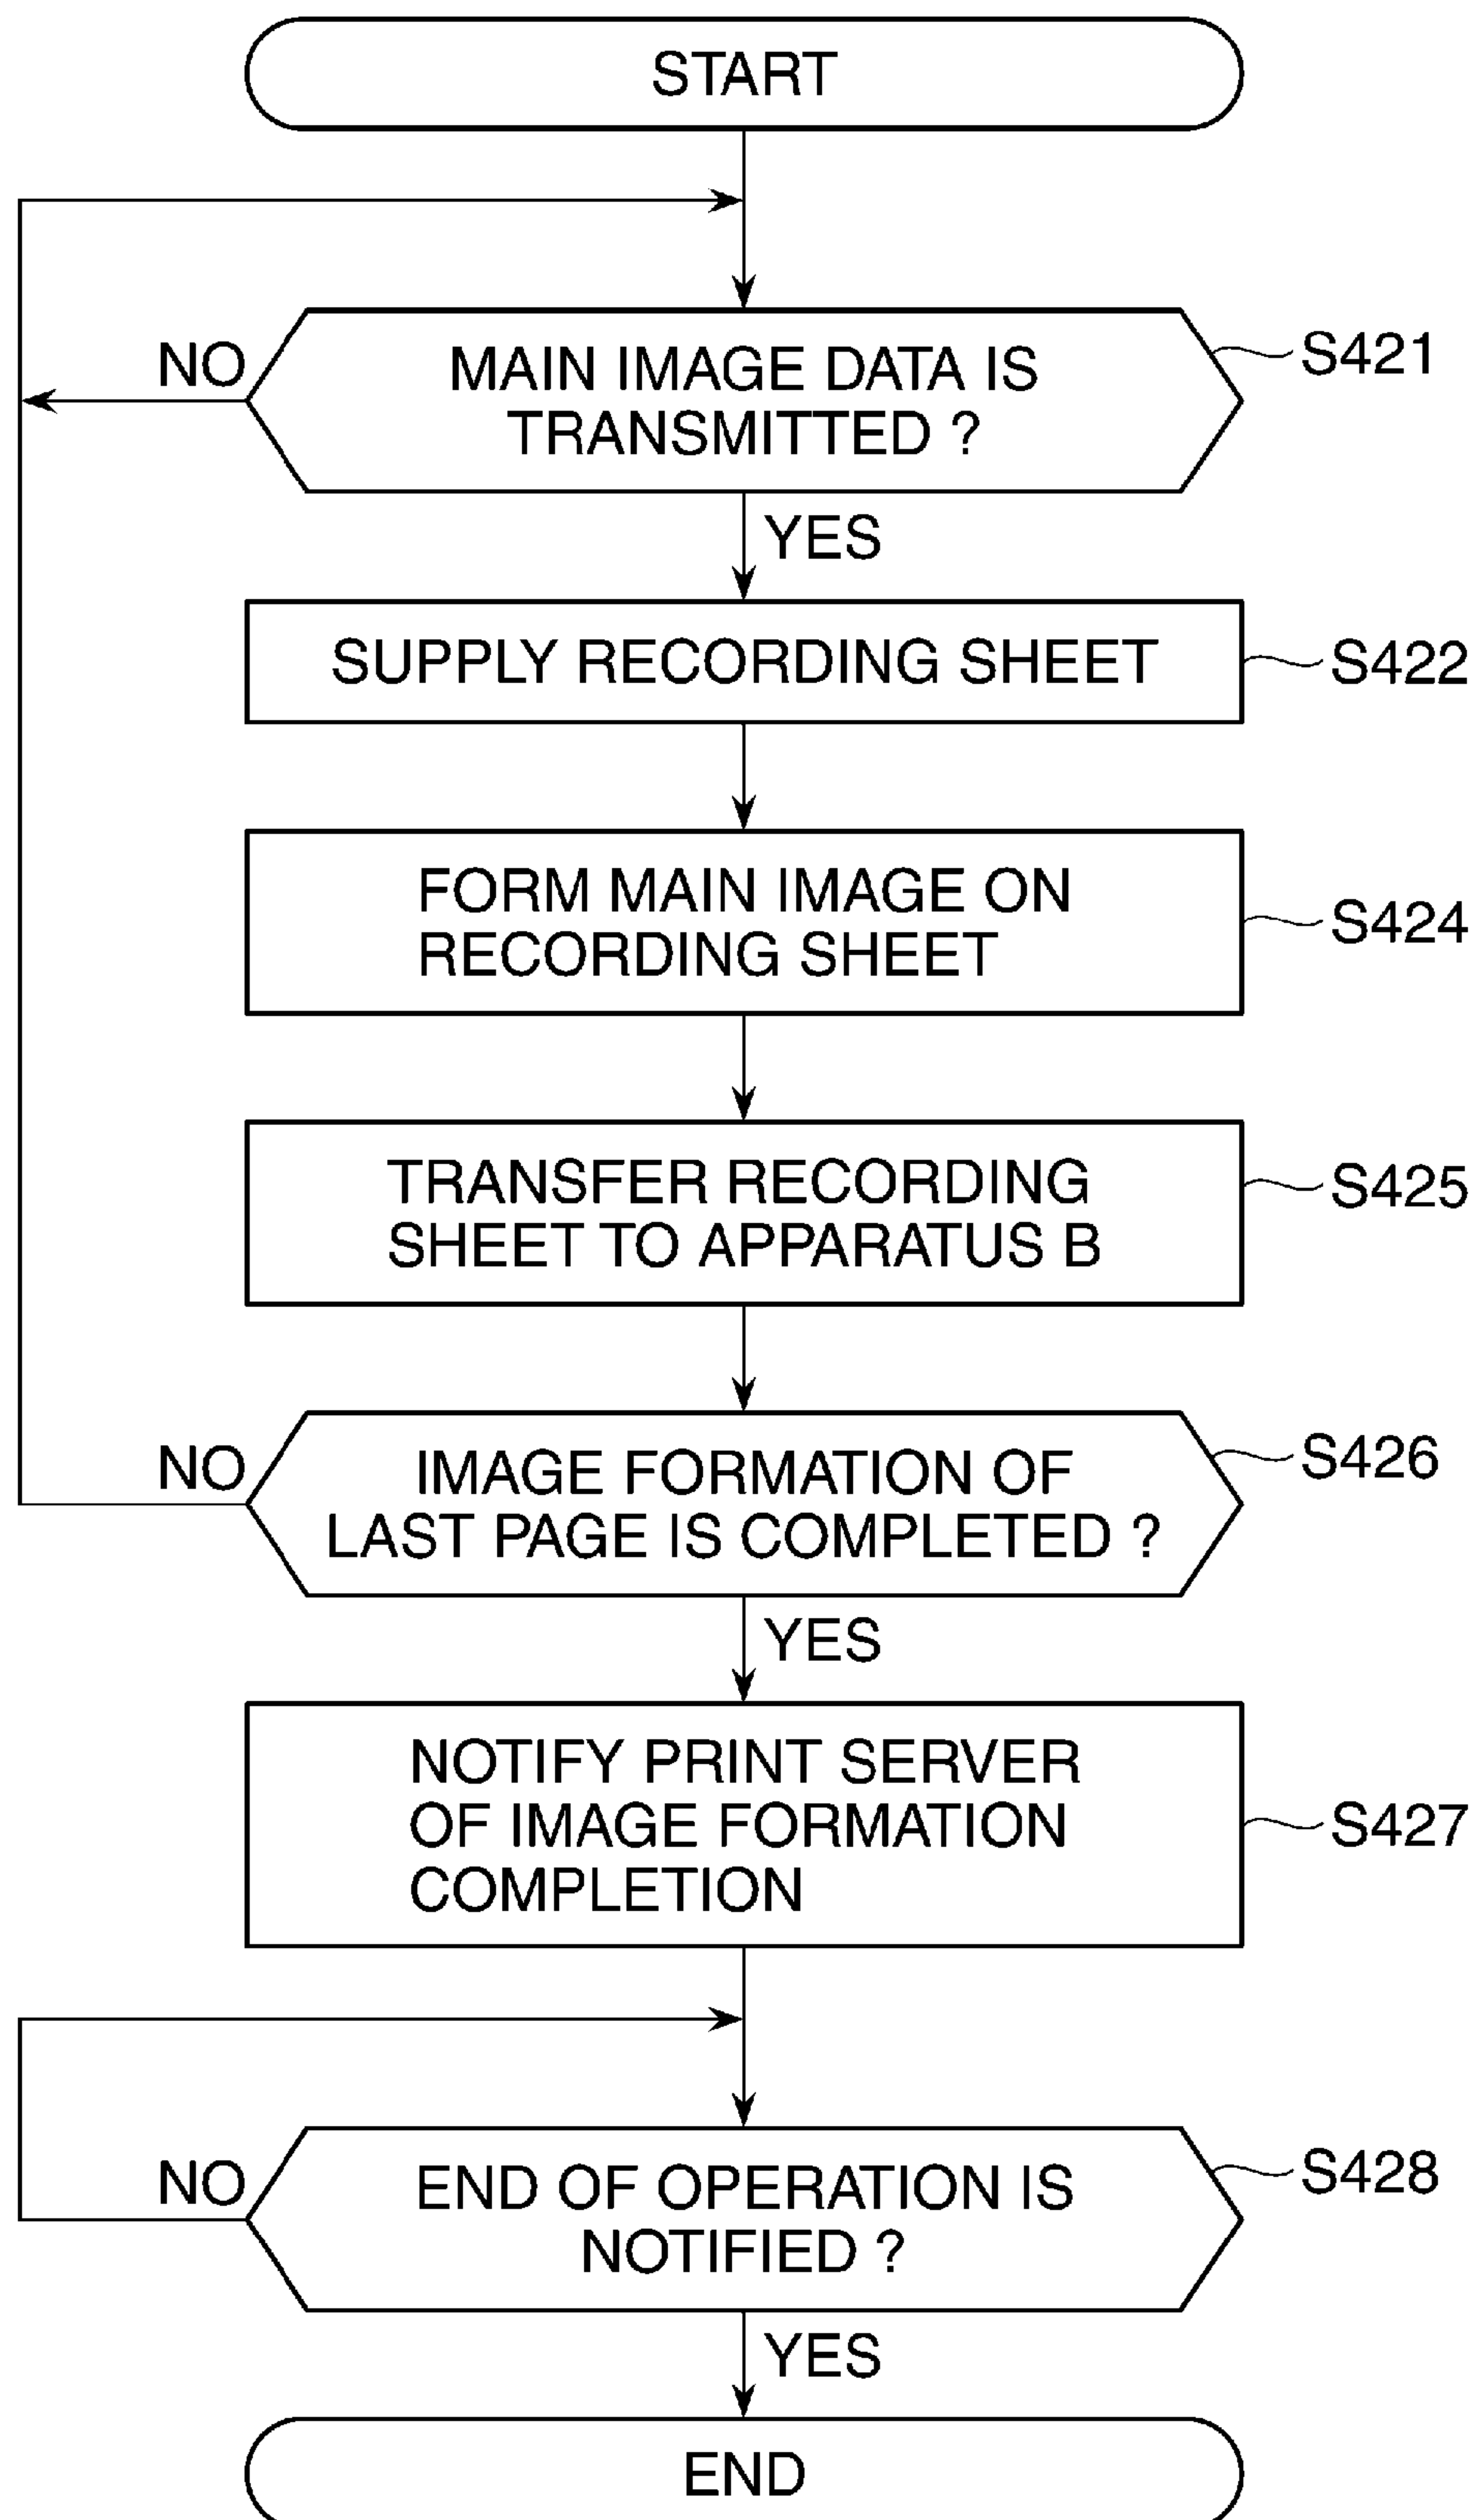 START
NO
MAIN IMAGE DATA IS
TRANSMITTED ?
S421
YES
SUPPLY RECORDING SHEET
S422
FORM MAIN IMAGE ON
RECORDING SHEET
S424
TRANSFER RECORDING
SHEET TO APPARATUS B
S425
NO
IMAGE FORMATION OF
LAST PAGE IS COMPLETED ?
S426
YES
NOTIFY PRINT SERVER
OF IMAGE FORMATION
COMPLETION
S427
NO
END OF OPERATION IS
NOTIFIED ?
S428
YES
END